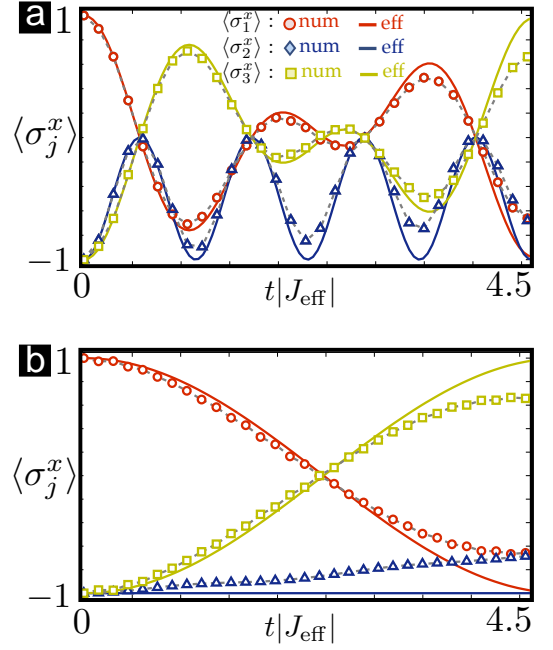 a
1
⟨σ₁ˣ⟩ : num eff
⟨σ₂ˣ⟩ : num eff
⟨σ₃ˣ⟩ : num eff
⟨σⱼˣ⟩
−1
0 t|J_eff| 4.5
b
1
⟨σⱼˣ⟩
−1
0 t|J_eff| 4.5